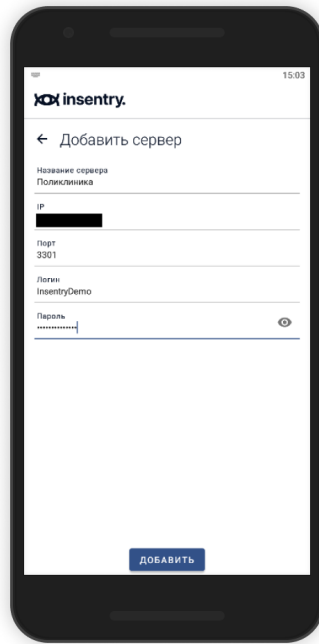 15:03
insentry.
Добавить сервер
Название сервера
Поликлиника
IP
Порт
3301
Логин
InsentryDemo
Пароль
••••••••••••••
ДОБАВИТЬ